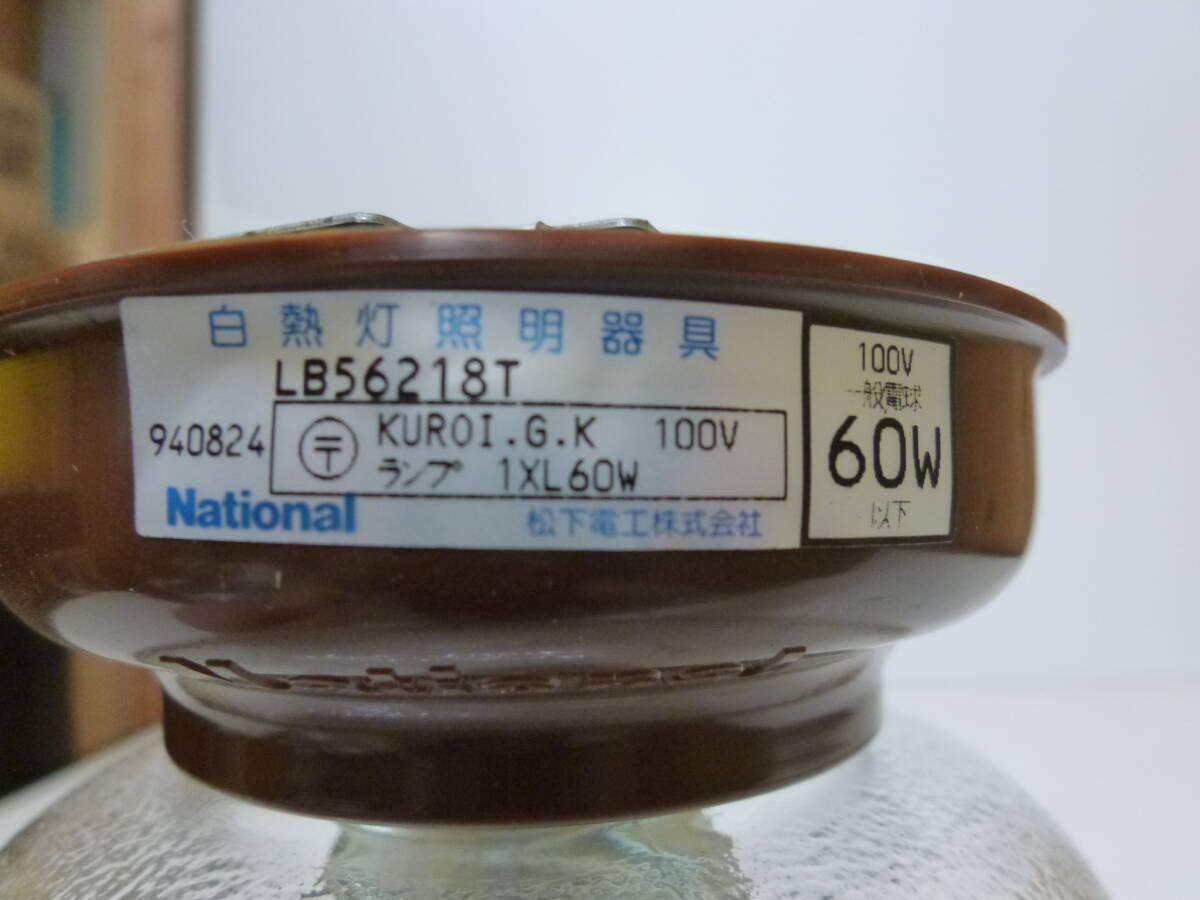 白熱灯照明器具
LB56218T
940824
〒 KUROI.G.K 100V
ランプ 1XL60W
National
松下電工株式会社
100V
一般電球
60W
以下
National